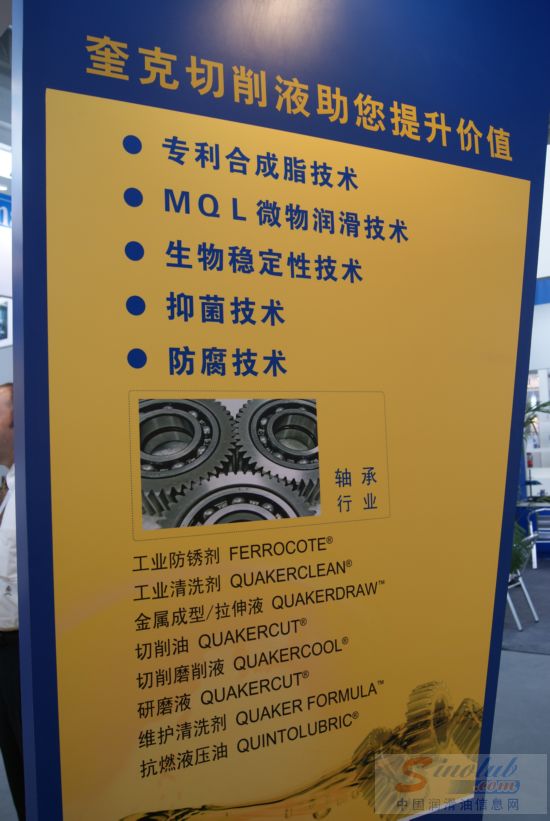 奎克切削液助您提升价值
● 专利合成脂技术
● MQL微物润滑技术
● 生物稳定性技术
● 抑菌技术
● 防腐技术
轴承
行业
工业防锈剂 FERROCOTE®
工业清洗剂 QUAKERCLEAN®
金属成型/拉伸液 QUAKERDRAW™
切削油 QUAKERCUT®
切削磨削液 QUAKERCOOL®
研磨液 QUAKERCUT®
维护清洗剂 QUAKER FORMULA™
抗燃液压油 QUINTOLUBRIC®
Sinolub
.com
中国润滑油信息网